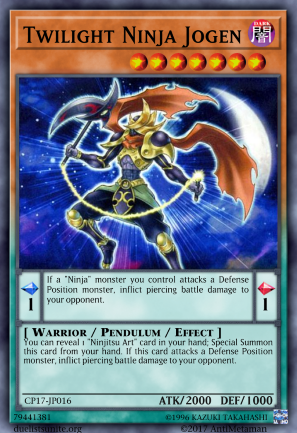 Twilight Ninja Jogen
DARK
闇
If a "Ninja" monster you control attacks a Defense
Position monster, inflict piercing battle damage to
your opponent.
1
1
[ Warrior / Pendulum / Effect ]
You can reveal 1 "Ninjitsu Art" card in your hand; Special Summon
this card from your hand. If this card attacks a Defense Position
monster, inflict piercing battle damage to your opponent.
CP17-JP016
ATK/2000 DEF/1000
79441381
©1996 KAZUKI TAKAHASHI
©2017 AntiMetaman